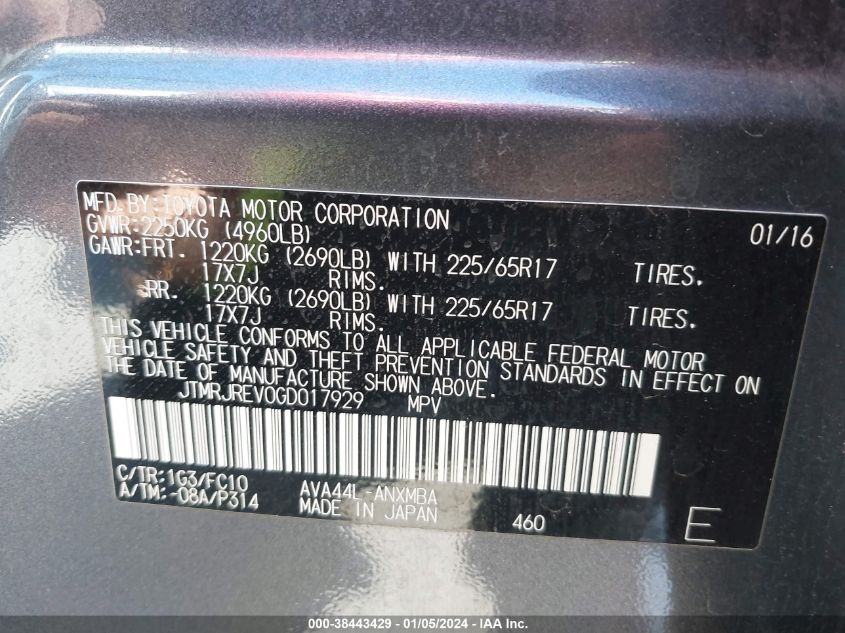 MFD.BY:TOYOTA MOTOR CORPORATION 01/16
GVWR:2250KG (4960LB)
GAWR:FRT. 1220KG (2690LB) WITH 225/65R17 TIRES.
17X7J RIMS.
RR. 1220KG (2690LB) WITH 225/65R17 TIRES.
17X7J RIMS.
THIS VEHICLE CONFORMS TO ALL APPLICABLE FEDERAL MOTOR
VEHICLE SAFETY AND THEFT PREVENTION STANDARDS IN EFFECT ON
THE DATE OF MANUFACTURE SHOWN ABOVE.
JTMRJREV0GD017929 MPV
C/TR:1G3/FC10
A/TM:-08A/P314
AVA44L-ANXMBA
MADE IN JAPAN
460
E
000-38443429 - 01/05/2024 - IAA Inc.